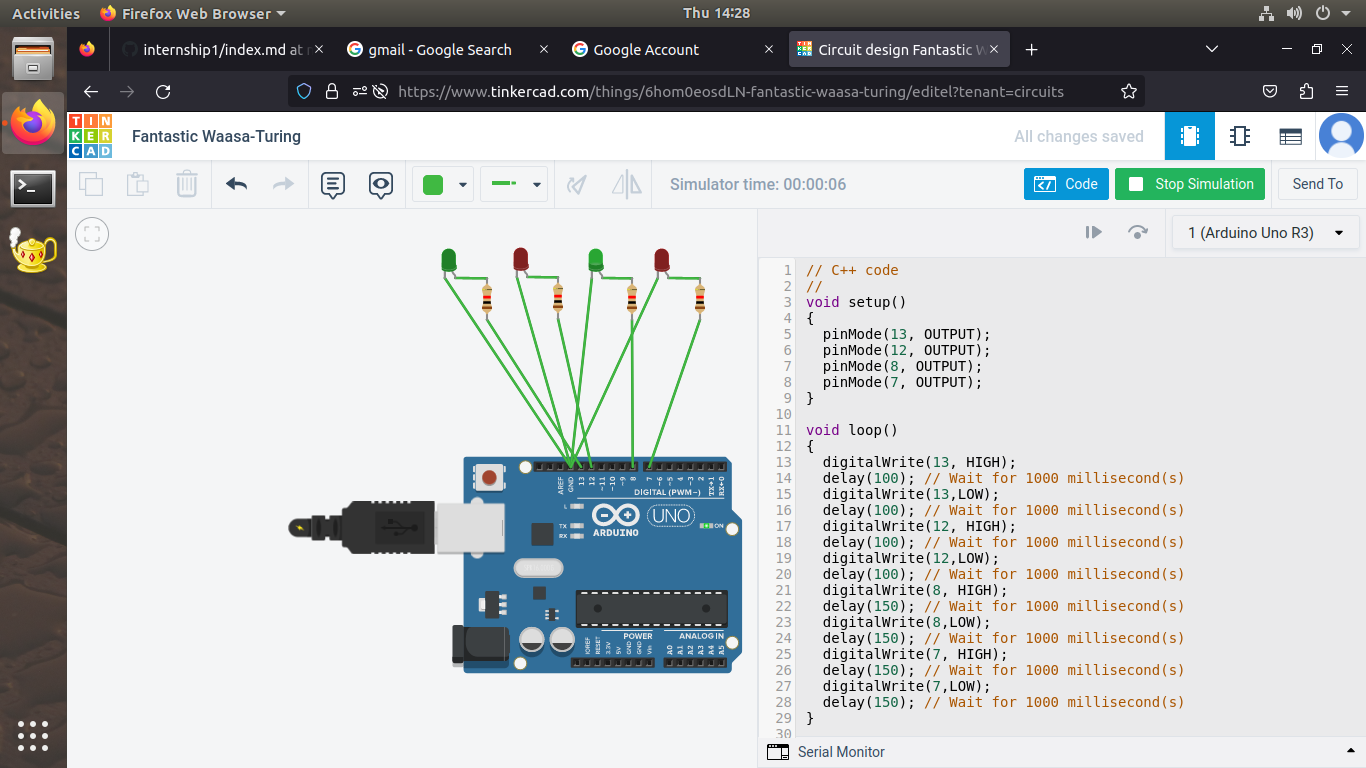 Activities Firefox Web Browser Thu 14:28
internship1/index.md at r gmail - Google Search Google Account Circuit design Fantastic W
https://www.tinkercad.com/things/6hom0eosdLN-fantastic-waasa-turing/editel?tenant=circuits
TIN
KER
CAD
Fantastic Waasa-Turing All changes saved
Simulator time: 00:00:06 Code Stop Simulation Send To
1 (Arduino Uno R3)
1 // C++ code
2 //
3 void setup()
4 {
5 pinMode(13, OUTPUT);
6 pinMode(12, OUTPUT);
7 pinMode(8, OUTPUT);
8 pinMode(7, OUTPUT);
9 }
10
11 void loop()
12 {
13 digitalWrite(13, HIGH);
14 delay(100); // Wait for 1000 millisecond(s)
15 digitalWrite(13,LOW);
16 delay(100); // Wait for 1000 millisecond(s)
17 digitalWrite(12, HIGH);
18 delay(100); // Wait for 1000 millisecond(s)
19 digitalWrite(12,LOW);
20 delay(100); // Wait for 1000 millisecond(s)
21 digitalWrite(8, HIGH);
22 delay(150); // Wait for 1000 millisecond(s)
23 digitalWrite(8,LOW);
24 delay(150); // Wait for 1000 millisecond(s)
25 digitalWrite(7, HIGH);
26 delay(150); // Wait for 1000 millisecond(s)
27 digitalWrite(7,LOW);
28 delay(150); // Wait for 1000 millisecond(s)
29 }
30
AREF GND 13 12 ~11 ~10 ~9 8 7 ~6 ~5 4 ~3 2 TX→1 RX←0
DIGITAL (PWM~)
L
TX
RX
ARDUINO
UNO
ON
POWER ANALOG IN
IOREF RESET 3.3V 5V GND GND Vin A0 A1 A2 A3 A4 A5
Serial Monitor